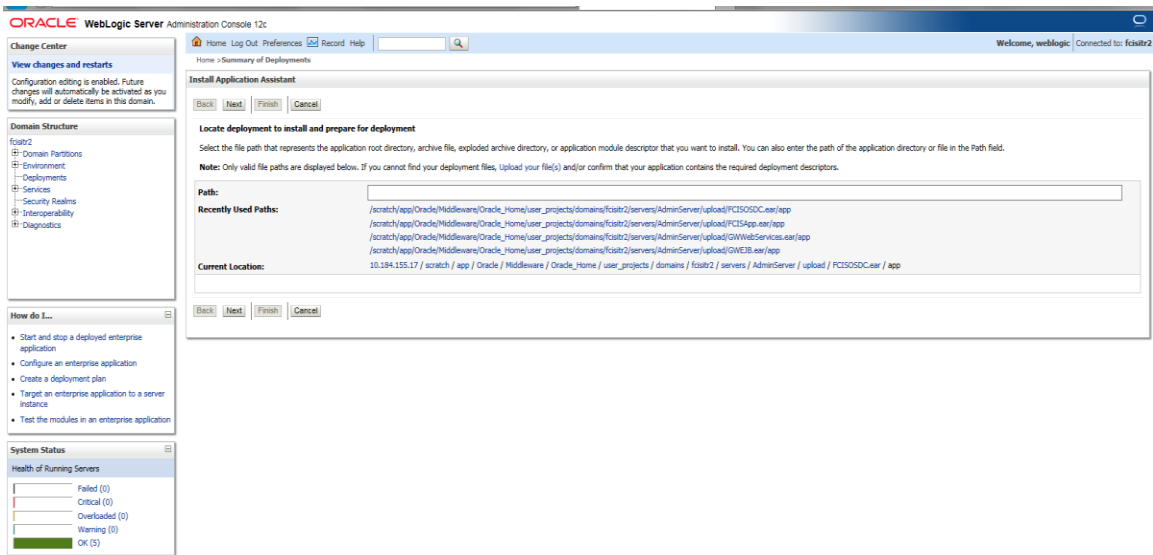 ORACLE WebLogic Server Administration Console 12c
Change Center
View changes and restarts
Configuration editing is enabled. Future
changes will automatically be activated as you
modify, add or delete items in this domain.
Domain Structure
fcisitr2
Domain Partitions
Environment
Deployments
Services
Security Realms
Interoperability
Diagnostics
How do I...
Start and stop a deployed enterprise
application
Configure an enterprise application
Create a deployment plan
Target an enterprise application to a server
instance
Test the modules in an enterprise application
System Status
Health of Running Servers
Failed (0)
Critical (0)
Overloaded (0)
Warning (0)
OK (5)
Home Log Out Preferences Record Help
Welcome, weblogic Connected to: fcisitr2
Home >Summary of Deployments
Install Application Assistant
Back Next Finish Cancel
Locate deployment to install and prepare for deployment
Select the file path that represents the application root directory, archive file, exploded archive directory, or application module descriptor that you want to install. You can also enter the path of the application directory or file in the Path field.
Note: Only valid file paths are displayed below. If you cannot find your deployment files, Upload your file(s) and/or confirm that your application contains the required deployment descriptors.
Path:
Recently Used Paths: /scratch/app/Oracle/Middleware/Oracle_Home/user_projects/domains/fcisitr2/servers/AdminServer/upload/FCISOSDC.ear/app
/scratch/app/Oracle/Middleware/Oracle_Home/user_projects/domains/fcisitr2/servers/AdminServer/upload/FCISApp.ear/app
/scratch/app/Oracle/Middleware/Oracle_Home/user_projects/domains/fcisitr2/servers/AdminServer/upload/GWWebServices.ear/app
/scratch/app/Oracle/Middleware/Oracle_Home/user_projects/domains/fcisitr2/servers/AdminServer/upload/GWEJB.ear/app
Current Location: 10.184.155.17 / scratch / app / Oracle / Middleware / Oracle_Home / user_projects / domains / fcisitr2 / servers / AdminServer / upload / FCISOSDC.ear / app
Back Next Finish Cancel